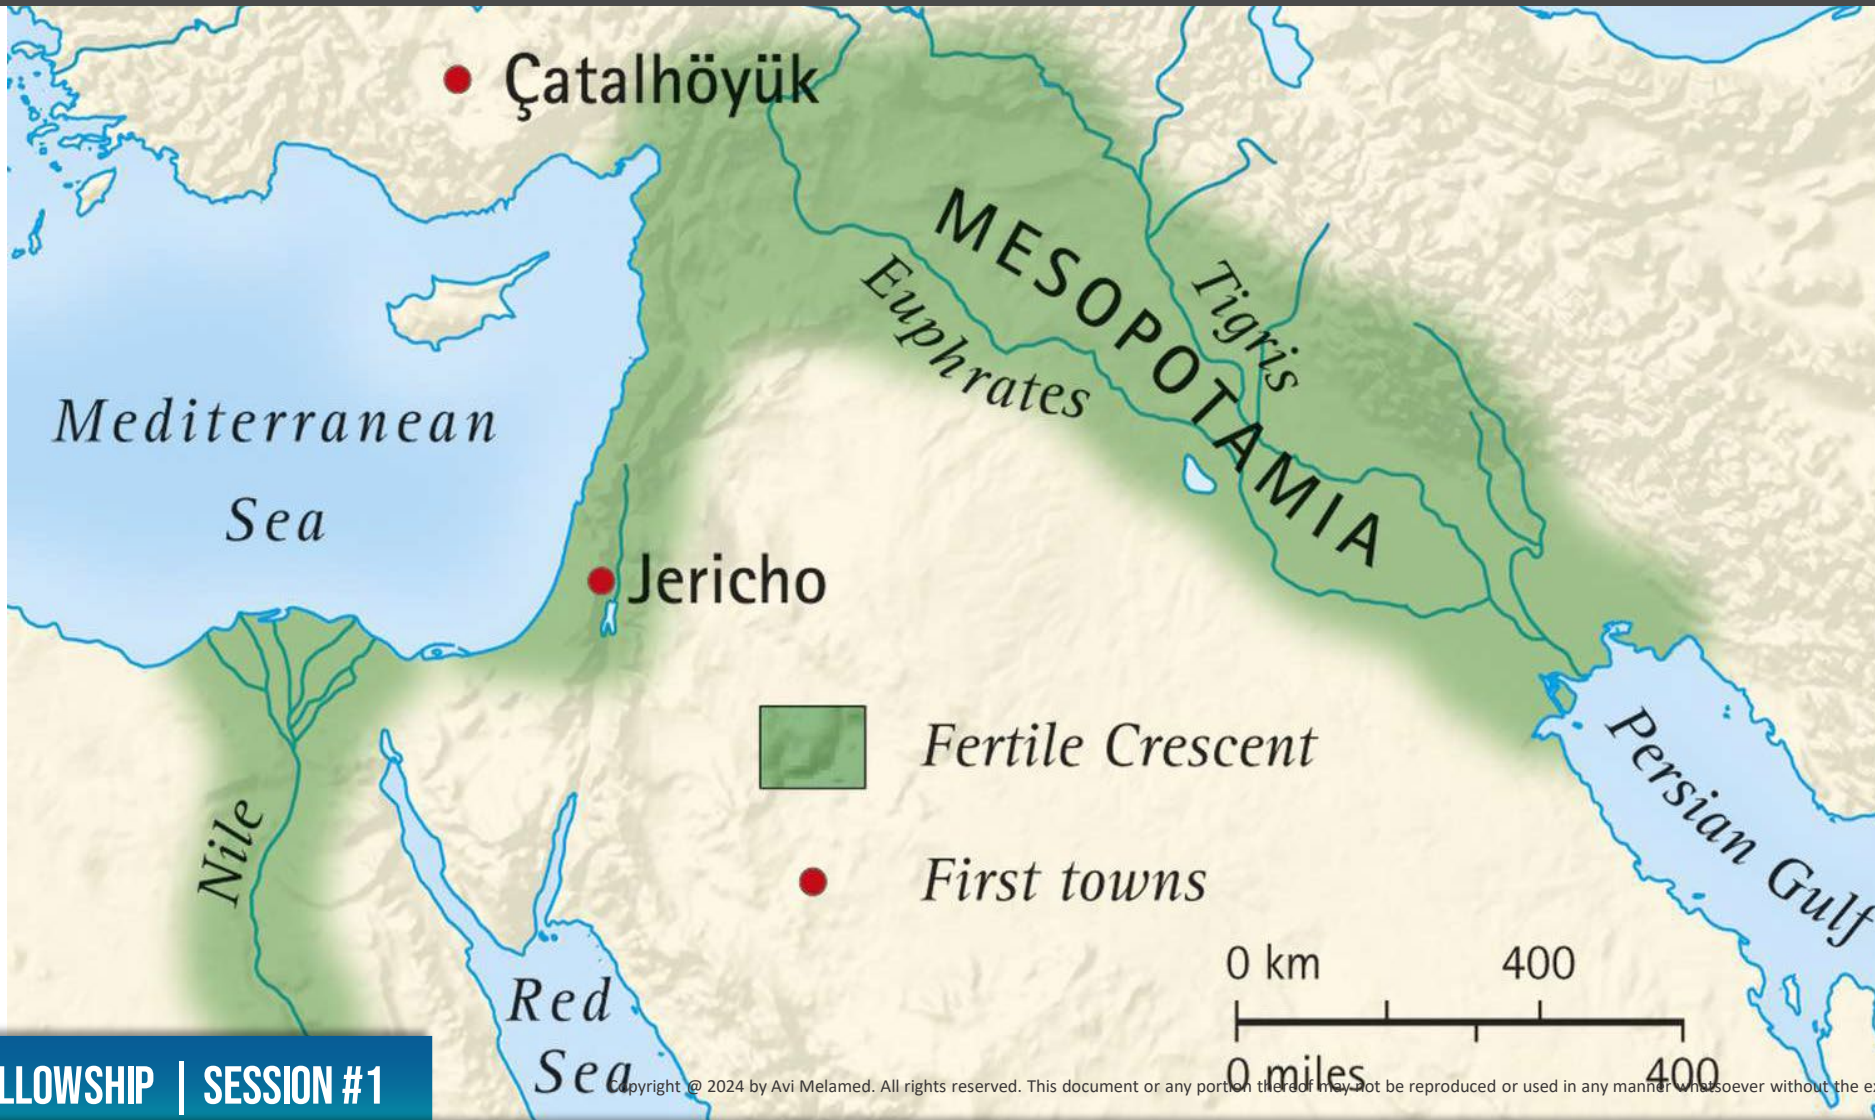 Çatalhöyük
MESOPOTAMIA
Tigris
Euphrates
Mediterranean
Sea
Jericho
Fertile Crescent
Persian Gulf
Nile
First towns
0 km 400
Red
Sea
0 miles 400
LLOWSHIP | SESSION #1
Copyright @ 2024 by Avi Melamed. All rights reserved. This document or any portion thereof may not be reproduced or used in any manner whatsoever without the e